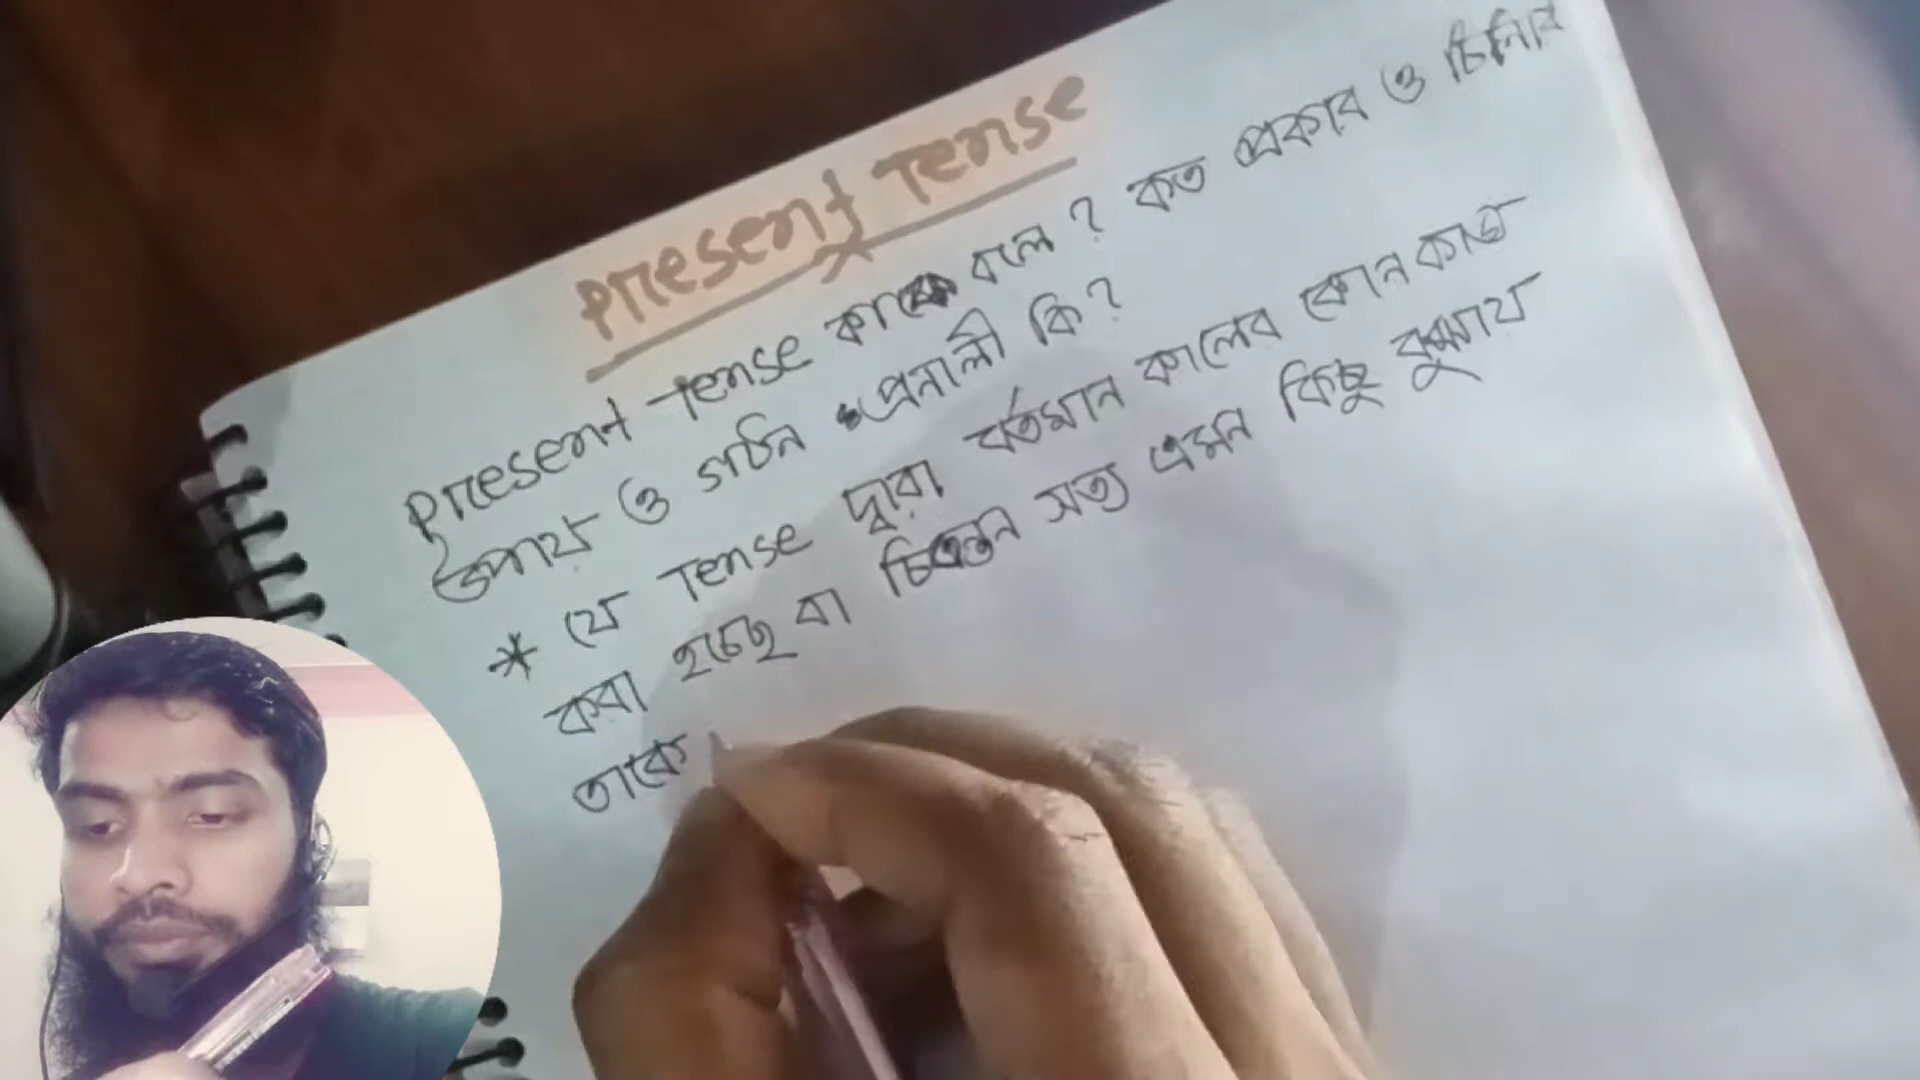 Present Tense
Present Tense কাকে বলে ? কত প্রকার ও চিনিবার
উপায় ও গঠন প্রনালী কি ?
* যে Tense দ্বারা বর্তমান কালের কোন কাজ
করা হচ্ছে বা চিরন্তন সত্য এমন কিছু বুঝায়
তাকে